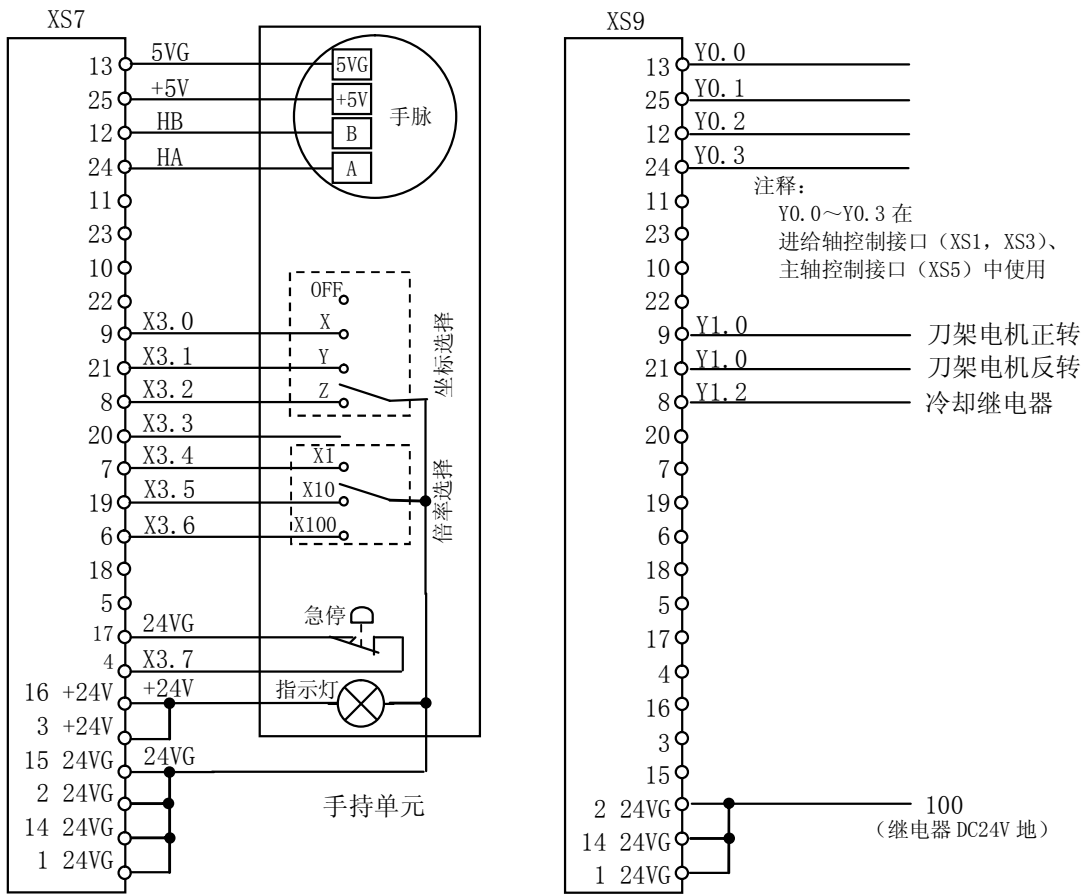 XS7
13 5VG 5VG
25 +5V +5V
12 HB B
24 HA A
手脉
11
23
10
22
OFF
9 X3.0 X
21 X3.1 Y
8 X3.2 Z
坐标选择
20 X3.3
7 X3.4 X1
19 X3.5 X10
6 X3.6 X100
倍率选择
18
5
17 24VG 急停
4 X3.7
16 +24V +24V 指示灯
3 +24V
15 24VG 24VG
2 24VG
14 24VG
1 24VG
手持单元
XS9
13 Y0.0
25 Y0.1
12 Y0.2
24 Y0.3
注释：
Y0.0～Y0.3 在
进给轴控制接口（XS1，XS3）、
主轴控制接口（XS5）中使用
11
23
10
22
9 Y1.0 刀架电机正转
21 Y1.0 刀架电机反转
8 Y1.2 冷却继电器
20
7
19
6
18
5
17
4
16
3
15
2 24VG 100
（继电器 DC24V 地）
14 24VG
1 24VG